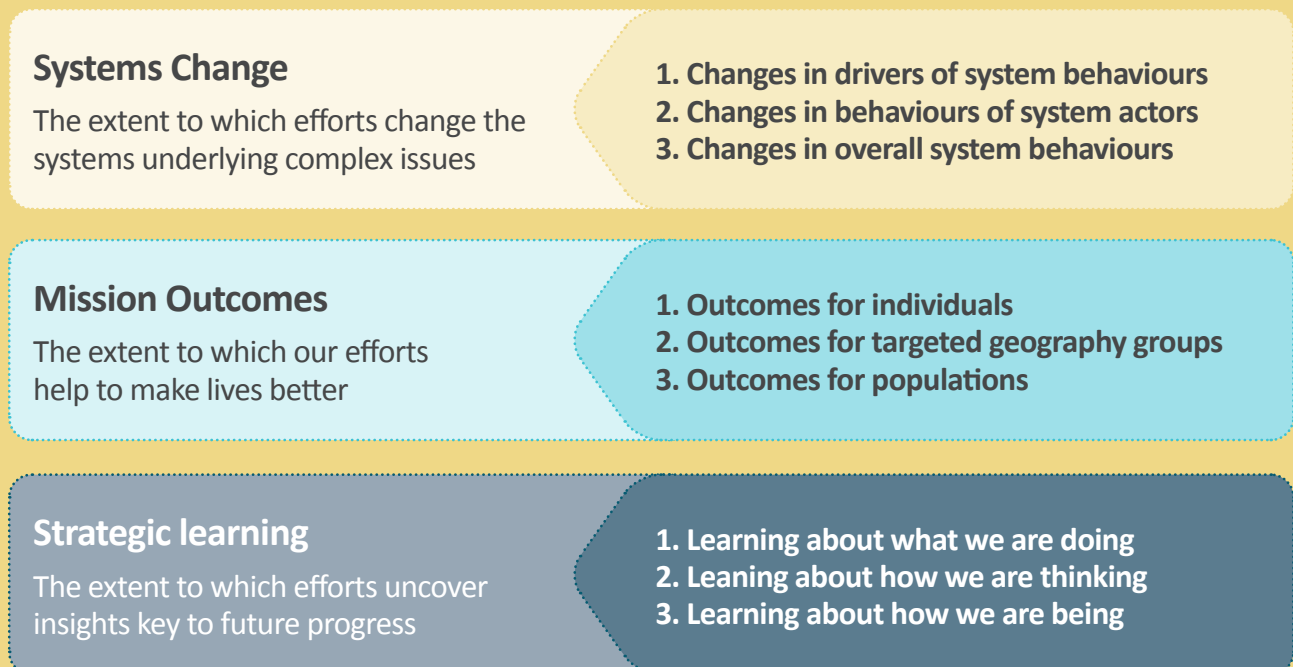 Systems Change
The extent to which efforts change the
systems underlying complex issues
1. Changes in drivers of system behaviours
2. Changes in behaviours of system actors
3. Changes in overall system behaviours
Mission Outcomes
The extent to which our efforts
help to make lives better
1. Outcomes for individuals
2. Outcomes for targeted geography groups
3. Outcomes for populations
Strategic learning
The extent to which efforts uncover
insights key to future progress
1. Learning about what we are doing
2. Leaning about how we are thinking
3. Learning about how we are being